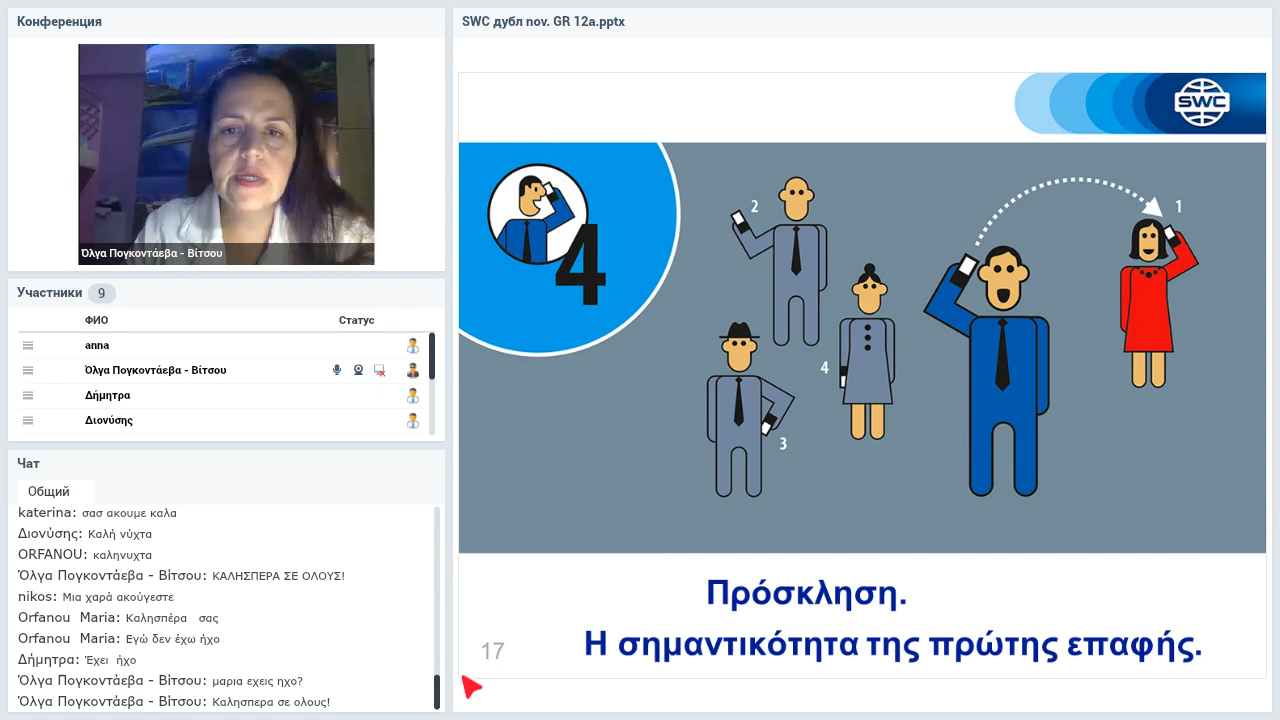 Конференция
Όλγα Πογκοντάεβα - Βίτσου
Участники 9
ФИО Статус
anna
Όλγα Πογκοντάεβα - Βίτσου
Δήμητρα
Διονύσης
Чат
Общий
katerina: σασ ακουμε καλα
Διονύσης: Καλή νύχτα
ORFANOU: καληνυχτα
Όλγα Πογκοντάεβα - Βίτσου: ΚΑΛΗΣΠΕΡΑ ΣΕ ΟΛΟΥΣ!
nikos: Μια χαρά ακούγεστε
Orfanou Maria: Καλησπέρα σας
Orfanou Maria: Εγώ δεν έχω ήχο
Δήμητρα: Έχει ήχο
Όλγα Πογκοντάεβα - Βίτσου: μαρια εχεις ηχο?
Όλγα Πογκοντάεβα - Βίτσου: Καλησπερα σε ολους!
SWC дубл nov. GR 12a.pptx
SWC
4
2
1
4
3
Πρόσκληση.
Η σημαντικότητα της πρώτης επαφής.
17